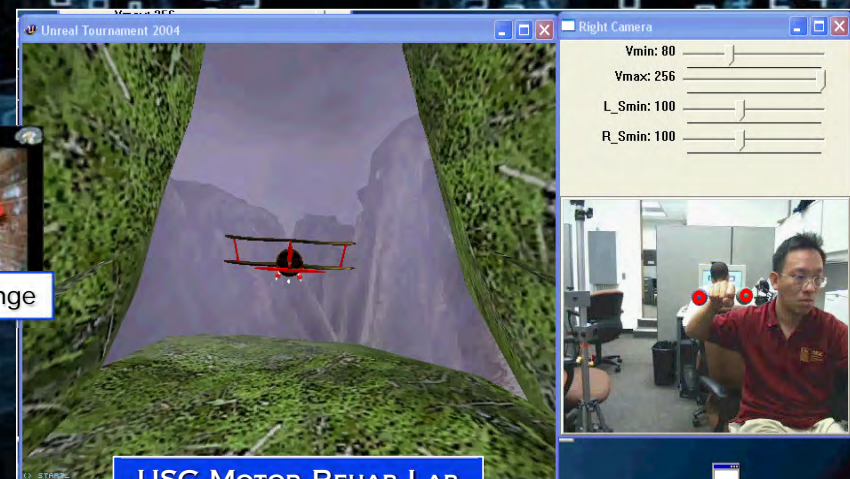 Unreal Tournament 2004
Right Camera
Vmin: 80
Vmax: 256
L_Smin: 100
R_Smin: 100
nge
USC MOTOR REHAB LAB